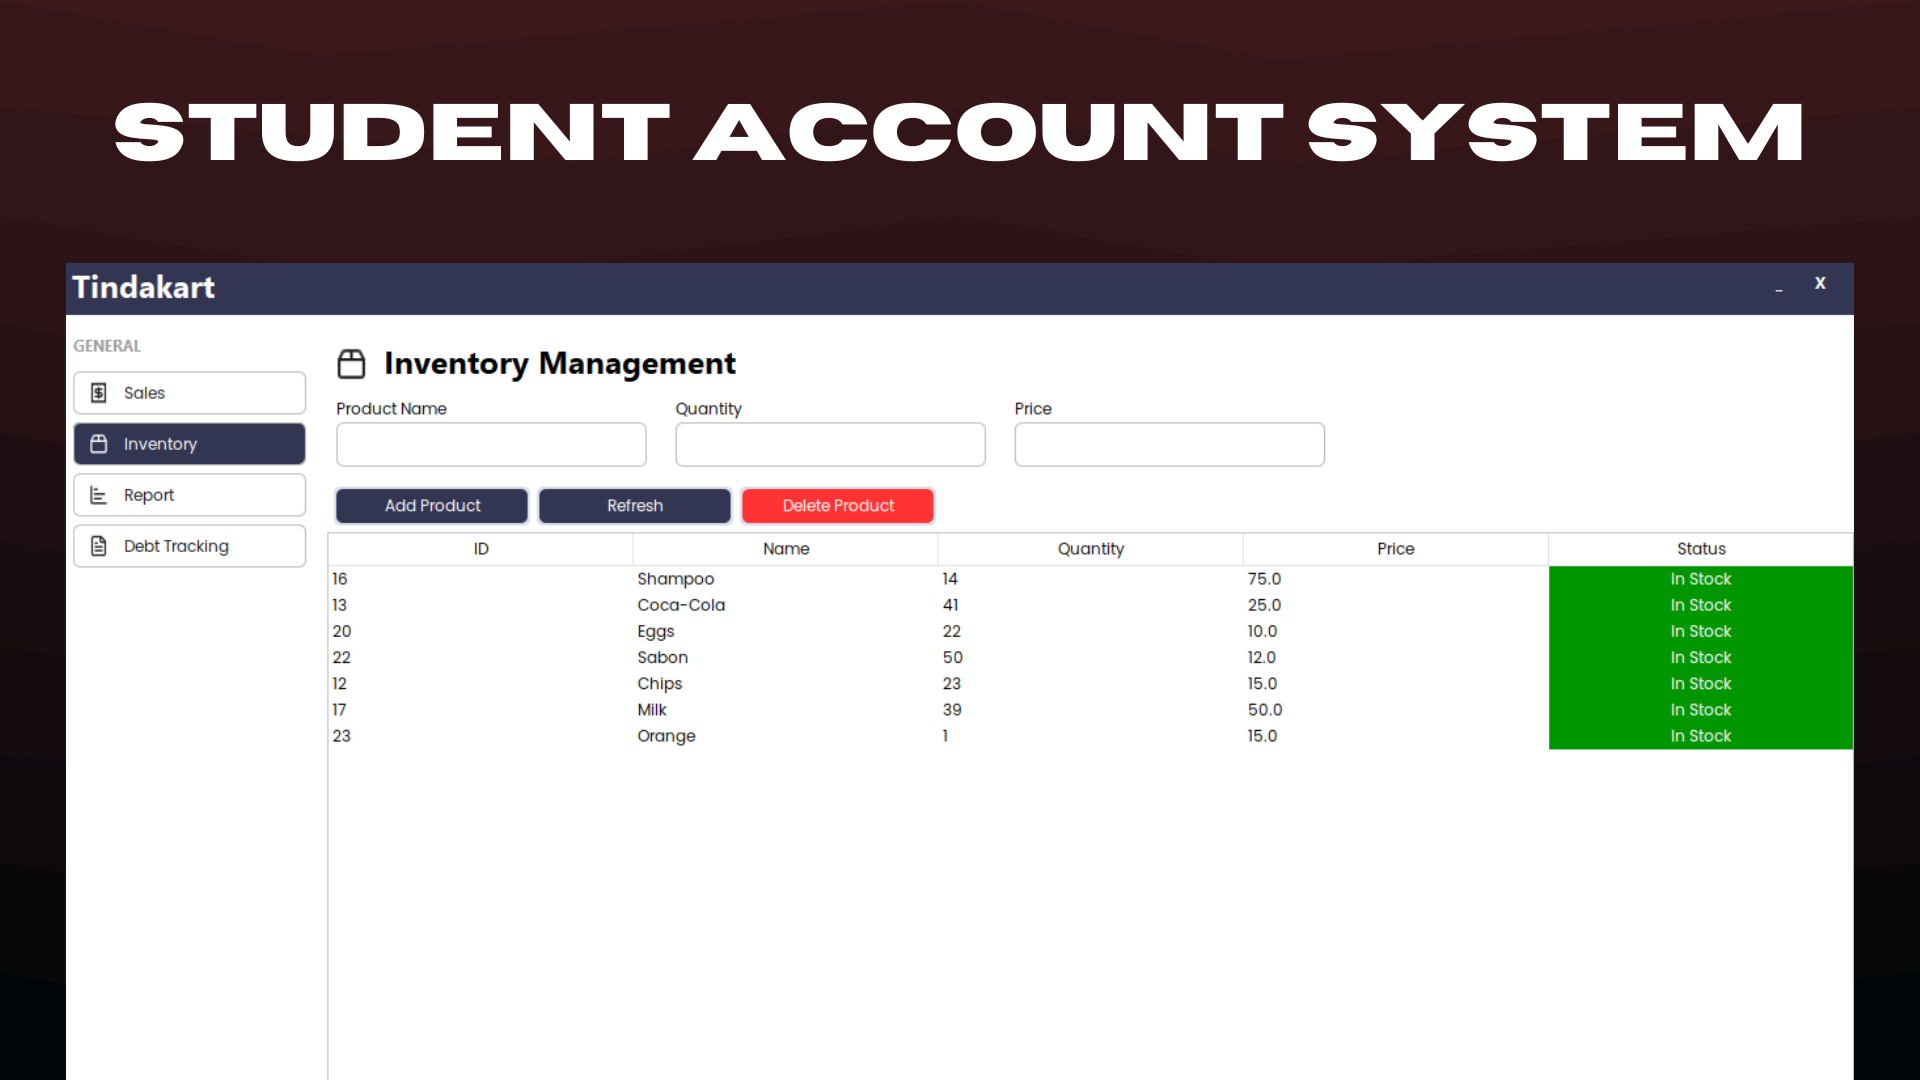 STUDENT ACCOUNT SYSTEM
Tindakart
_ X
GENERAL
Sales
Inventory
Report
Debt Tracking
Inventory Management
Product Name Quantity Price
Add Product Refresh Delete Product
ID Name Quantity Price Status
16 Shampoo 14 75.0 In Stock
13 Coca-Cola 41 25.0 In Stock
20 Eggs 22 10.0 In Stock
22 Sabon 50 12.0 In Stock
12 Chips 23 15.0 In Stock
17 Milk 39 50.0 In Stock
23 Orange 1 15.0 In Stock